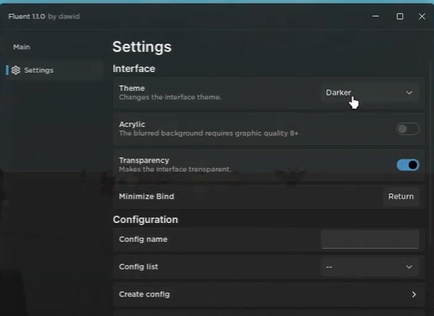 Fluent 1.1.0 by dawid
Main
Settings
Settings
Interface
Theme
Changes the interface theme.
Darker
Acrylic
The blurred background requires graphic quality 8+
Transparency
Makes the interface transparent.
Minimize Bind
Return
Configuration
Config name
Config list
--
Create config